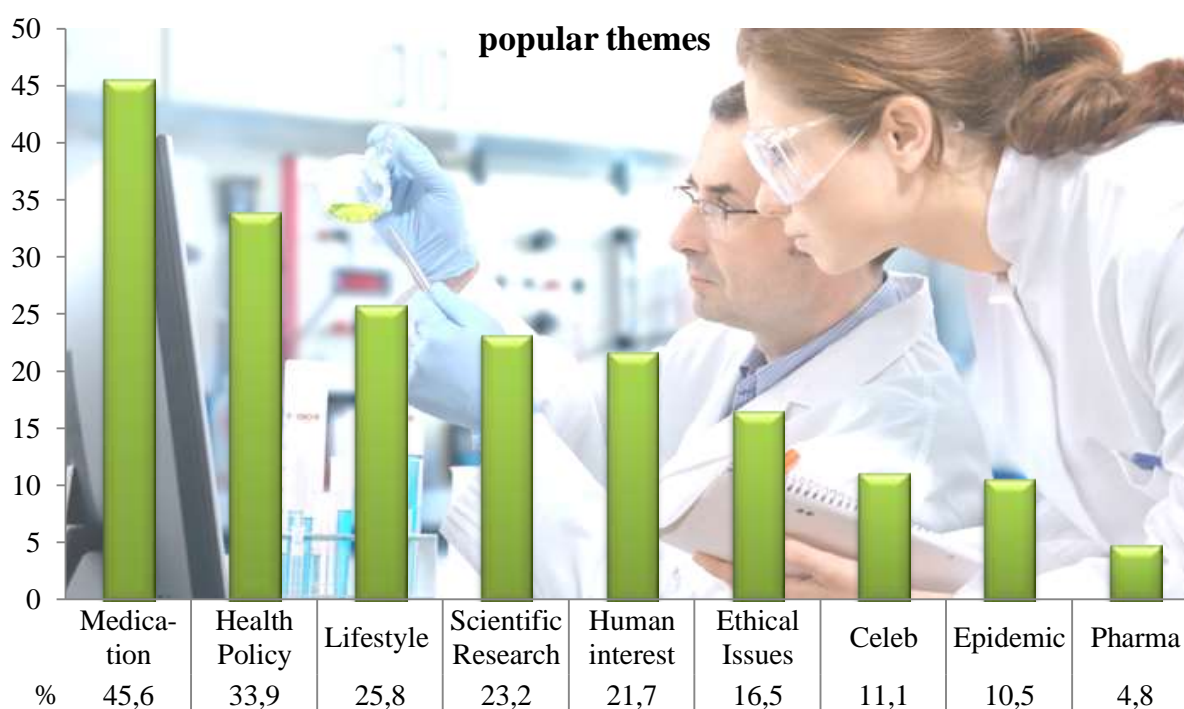 popular themes
50
45
40
35
30
25
20
15
10
5
0
Medica- Health Lifestyle Scientific Human Ethical Celeb Epidemic Pharma
tion Policy Research interest Issues
% 45,6 33,9 25,8 23,2 21,7 16,5 11,1 10,5 4,8